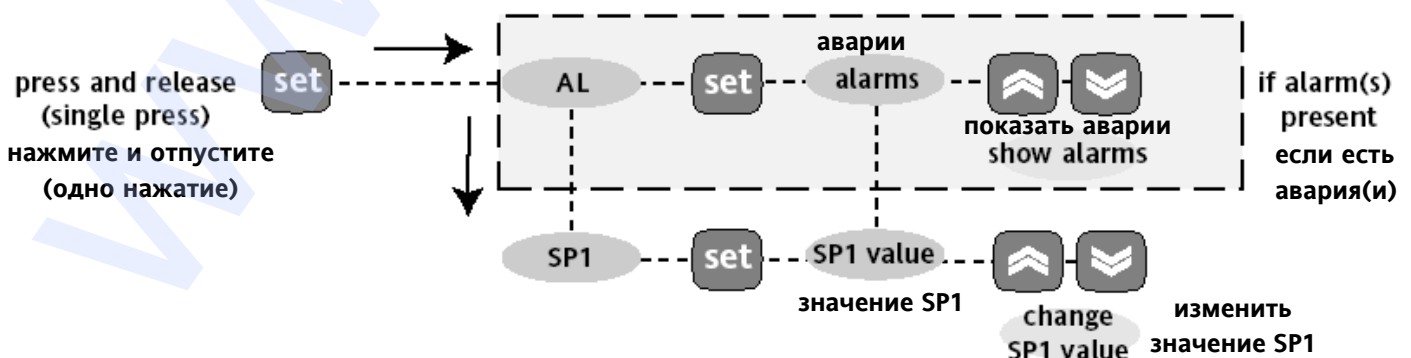 press and release
(single press)
нажмите и отпустите
(одно нажатие)
set
AL
set
аварии
alarms
показать аварии
show alarms
if alarm(s)
present
если есть
авария(и)
SP1
set
SP1 value
значение SP1
change
SP1 value
изменить
значение SP1